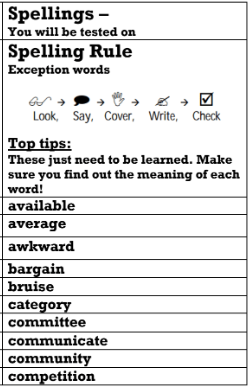 Spellings –
You will be tested on
Spelling Rule
Exception words
Look, Say, Cover, Write, Check
Top tips:
These just need to be learned. Make
sure you find out the meaning of each
word!
available
average
awkward
bargain
bruise
category
committee
communicate
community
competition